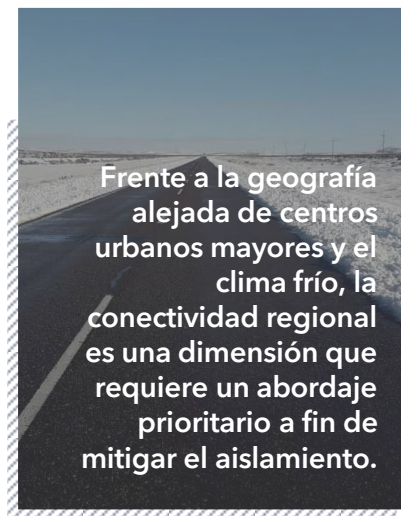 Frente a la geografía
alejada de centros
urbanos mayores y el
clima frío, la
conectividad regional
es una dimensión que
requiere un abordaje
prioritario a fin de
mitigar el aislamiento.